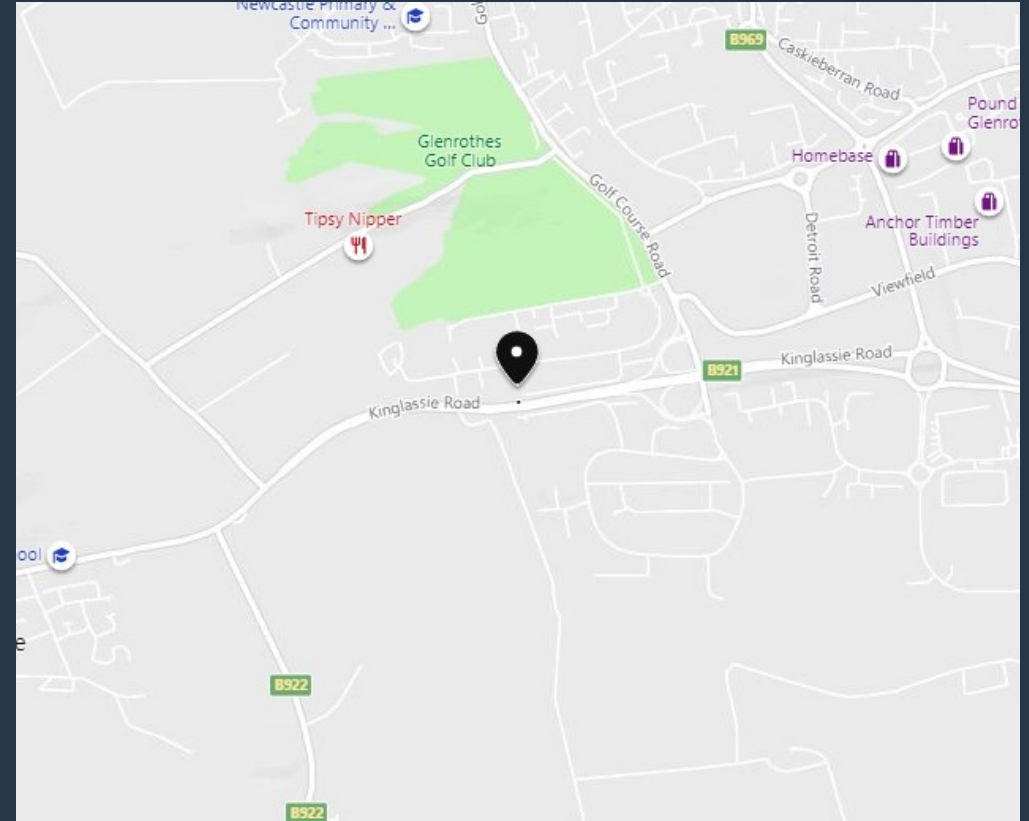 Newcastle Primary &
Community ...
Gol
B969
Caskieberran Road
Pound
Glenro
Glenrothes
Golf Club
Homebase
Golf Course Road
Tipsy Nipper
Anchor Timber
Buildings
Detroit Road
Viewfield
Kinglassie Road
B921
Kinglassie Road
ool
e
B922
B922